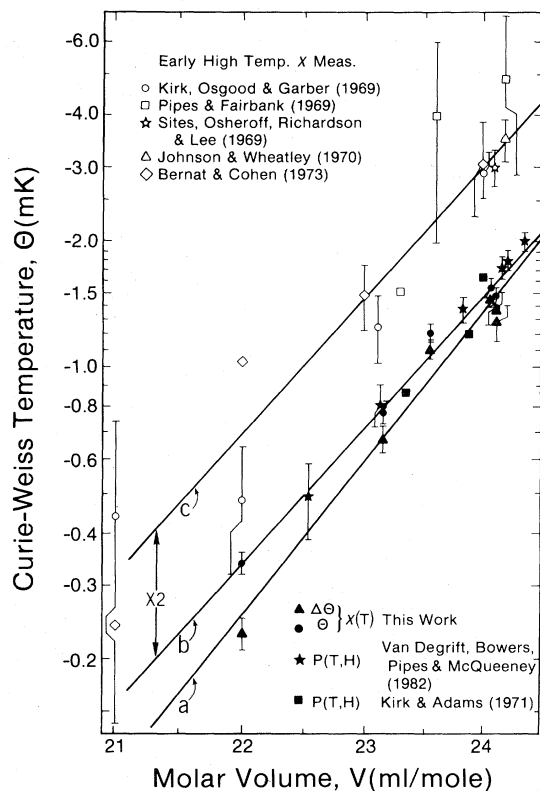 -6.0
-4.0
-3.0
-2.0
-1.5
-1.0
-0.8
-0.6
-0.4
-0.3
-0.2
Curie-Weiss Temperature, Θ(mK)
Early High Temp. χ Meas.
○ Kirk, Osgood & Garber (1969)
□ Pipes & Fairbank (1969)
☆ Sites, Osheroff, Richardson
& Lee (1969)
△ Johnson & Wheatley (1970)
◇ Bernat & Cohen (1973)
c
X2
b
a
▲ ΔΘ
● Θ } χ(T) This Work
★ P(T,H) Van Degrift, Bowers,
Pipes & McQueeney
(1982)
■ P(T,H) Kirk & Adams (1971)
21 22 23 24
Molar Volume, V(ml/mole)